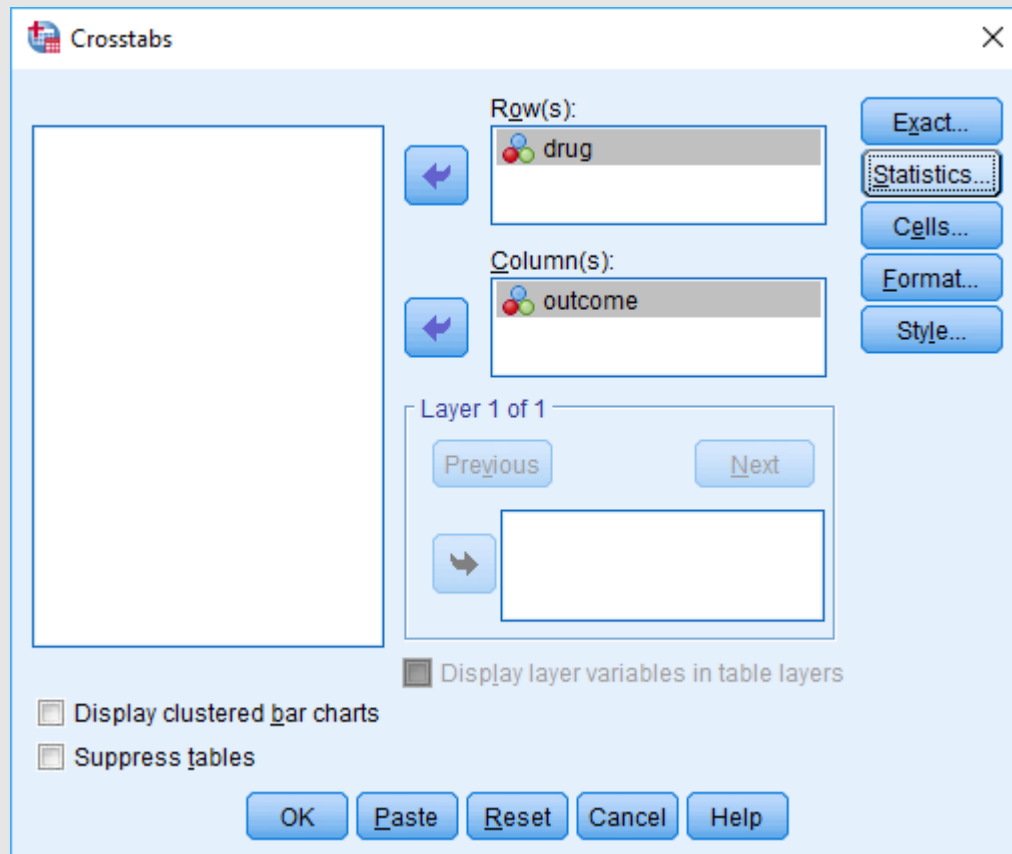 Crosstabs
Row(s):
drug
Column(s):
outcome
Layer 1 of 1
Previous
Next
Display layer variables in table layers
Exact...
Statistics...
Cells...
Format...
Style...
Display clustered bar charts
Suppress tables
OK Paste Reset Cancel Help